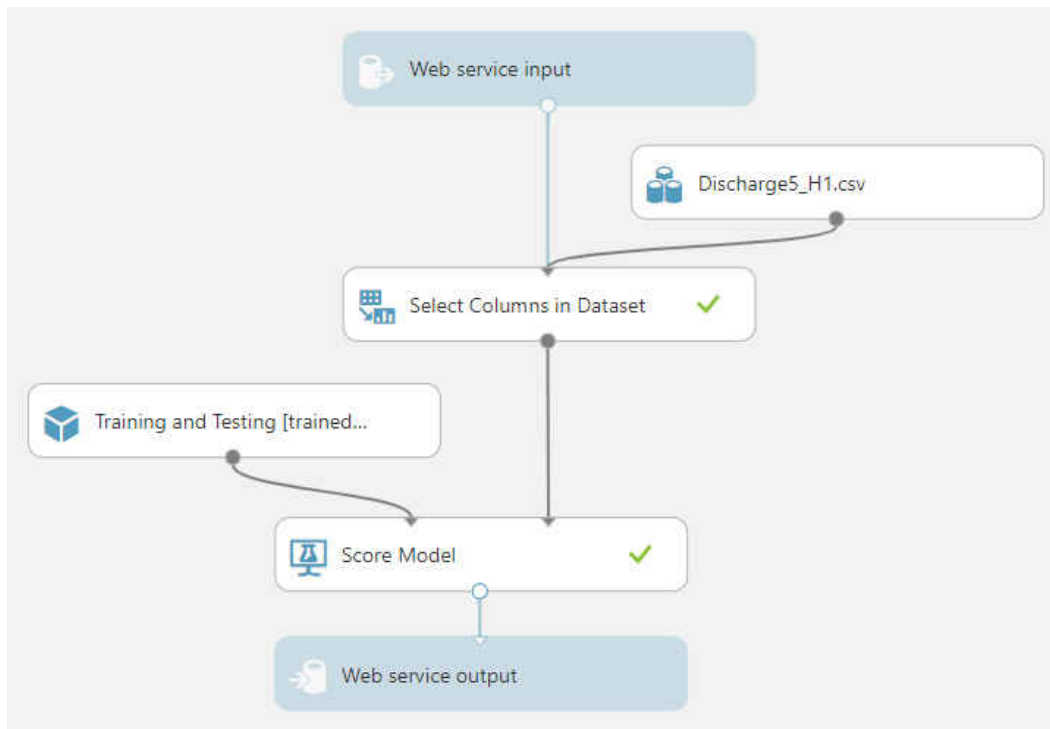 Web service input
Discharge5_H1.csv
Select Columns in Dataset
Training and Testing [trained...
Score Model
Web service output